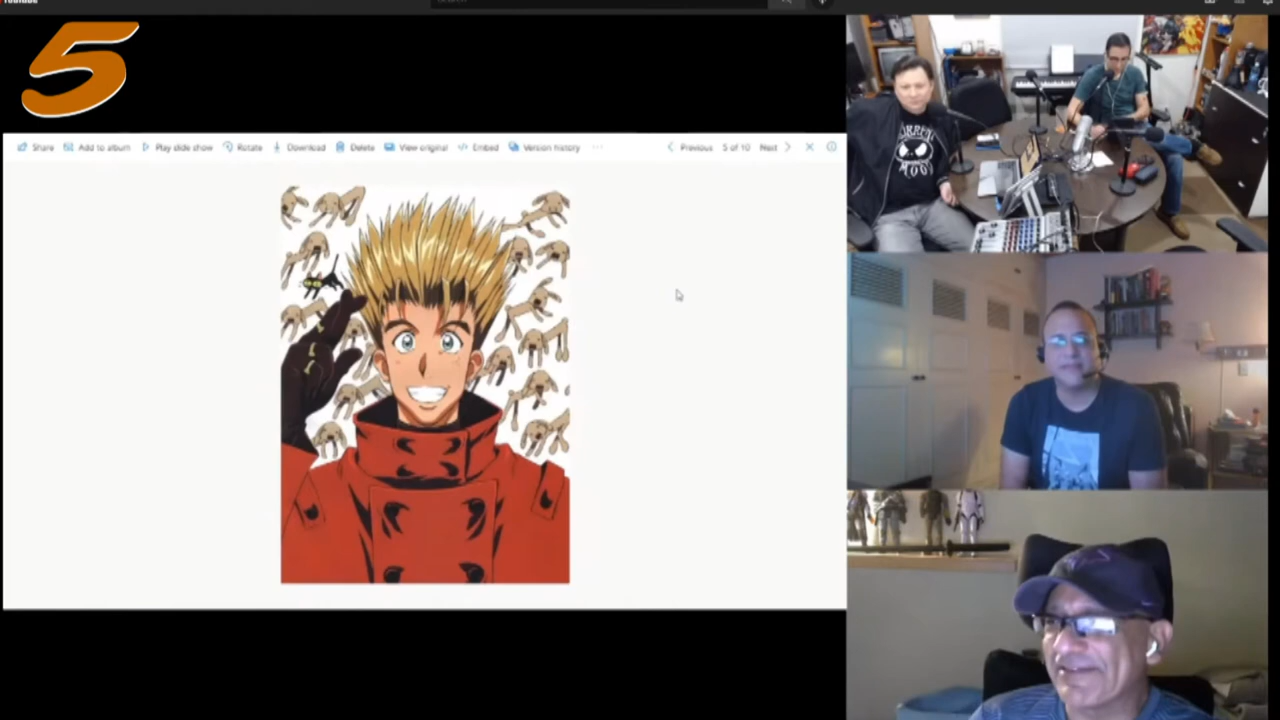 5
Share Add to album Play slide show Rotate Download Delete View original Embed Version history ... Previous 5 of 10 Next